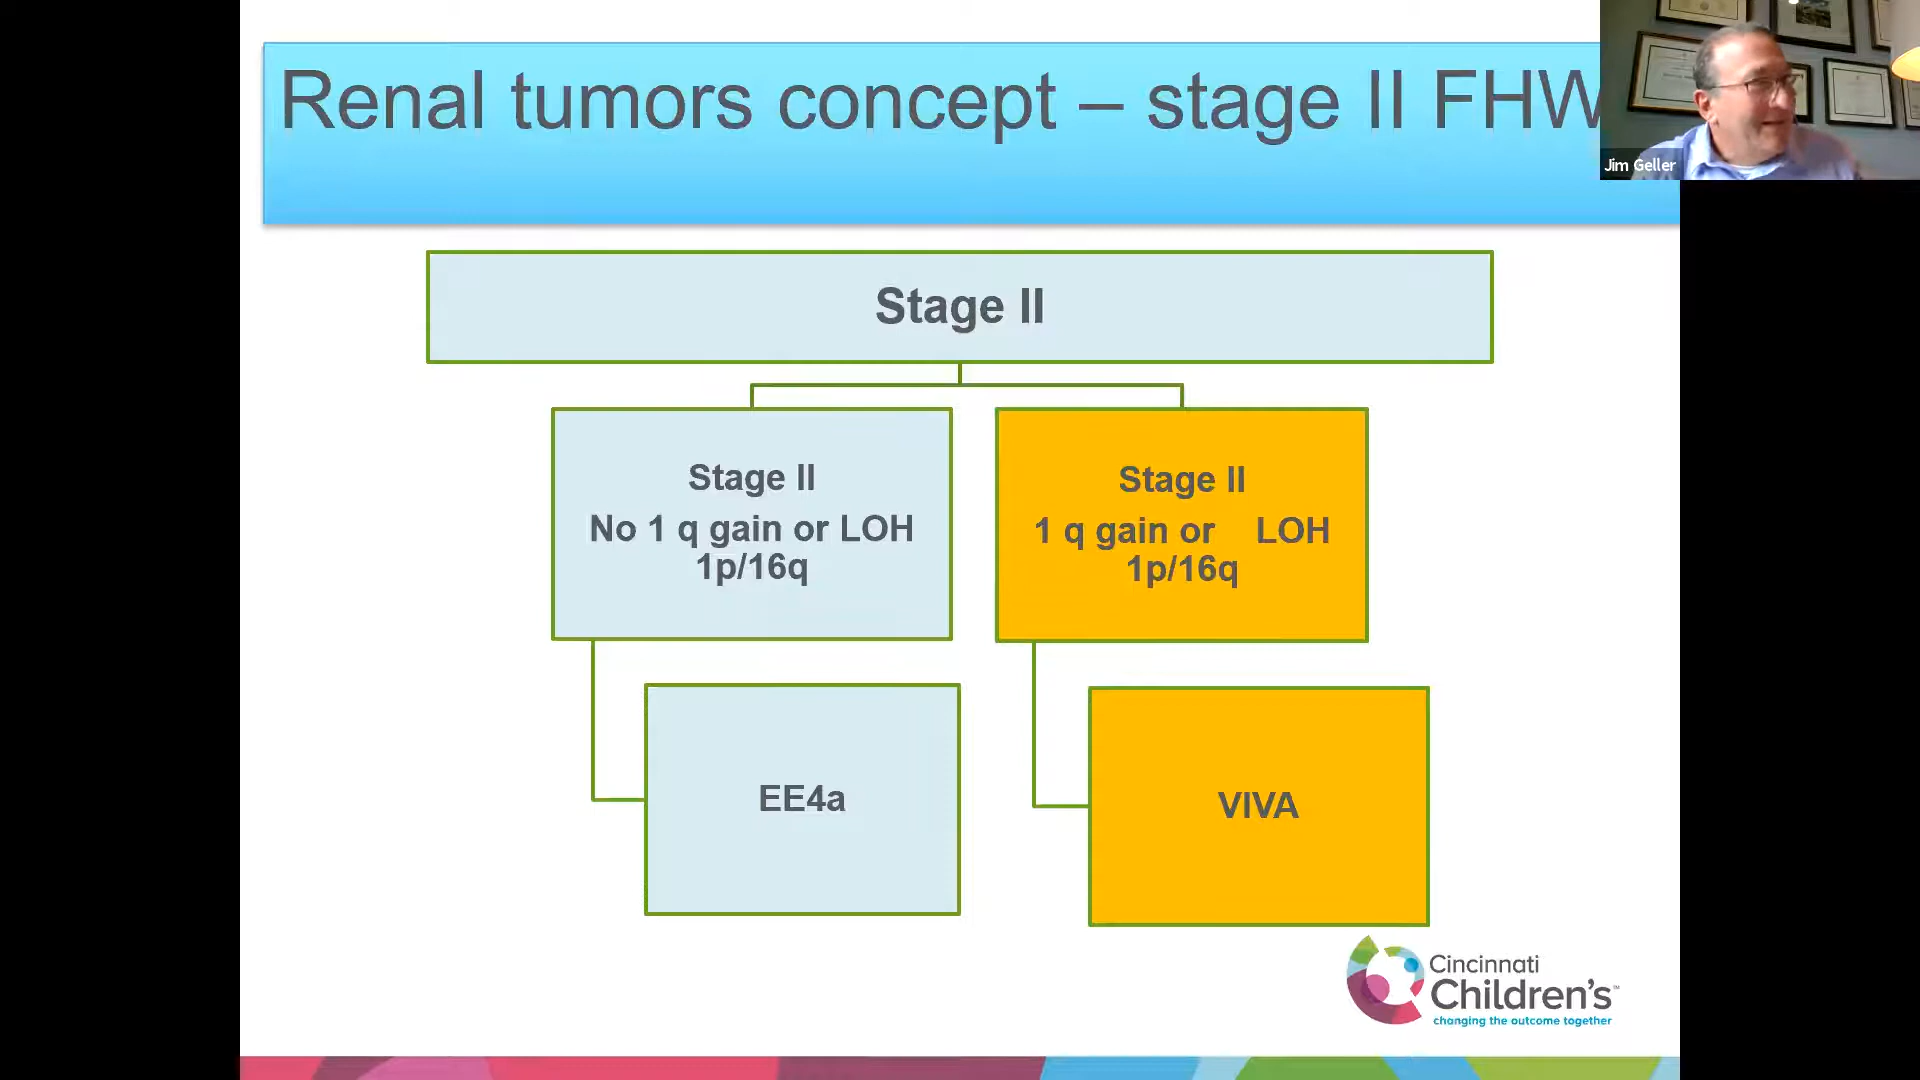 Renal tumors concept – stage II FHW
Jim Geller
Stage II
Stage II
No 1 q gain or LOH
1p/16q
Stage II
1 q gain or LOH
1p/16q
EE4a
VIVA
Cincinnati
Children's™
changing the outcome together